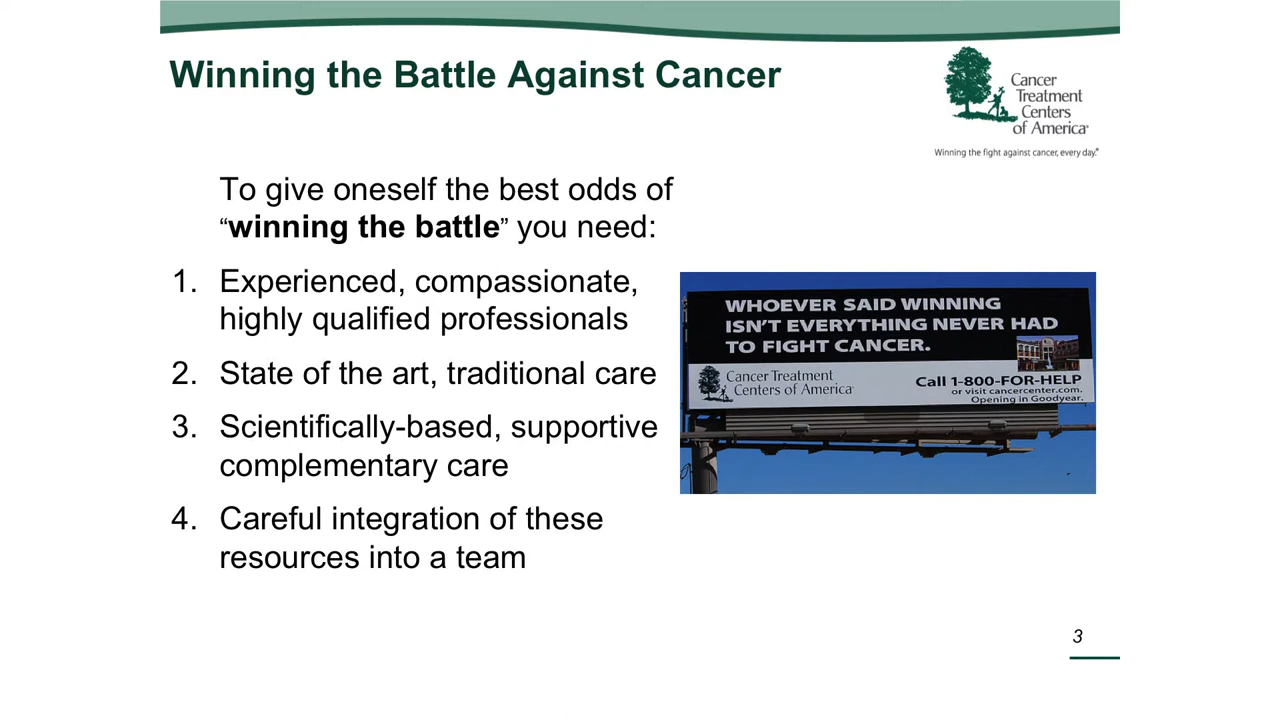 Winning the Battle Against Cancer
Cancer
Treatment
Centers
of America®
Winning the fight against cancer, every day.®
To give oneself the best odds of
“winning the battle” you need:
1. Experienced, compassionate,
highly qualified professionals
2. State of the art, traditional care
3. Scientifically-based, supportive
complementary care
4. Careful integration of these
resources into a team
WHOEVER SAID WINNING
ISN'T EVERYTHING NEVER HAD
TO FIGHT CANCER.
Cancer Treatment
Centers of America®
Call 1-800-FOR-HELP
or visit cancercenter.com.
Opening in Goodyear.
3